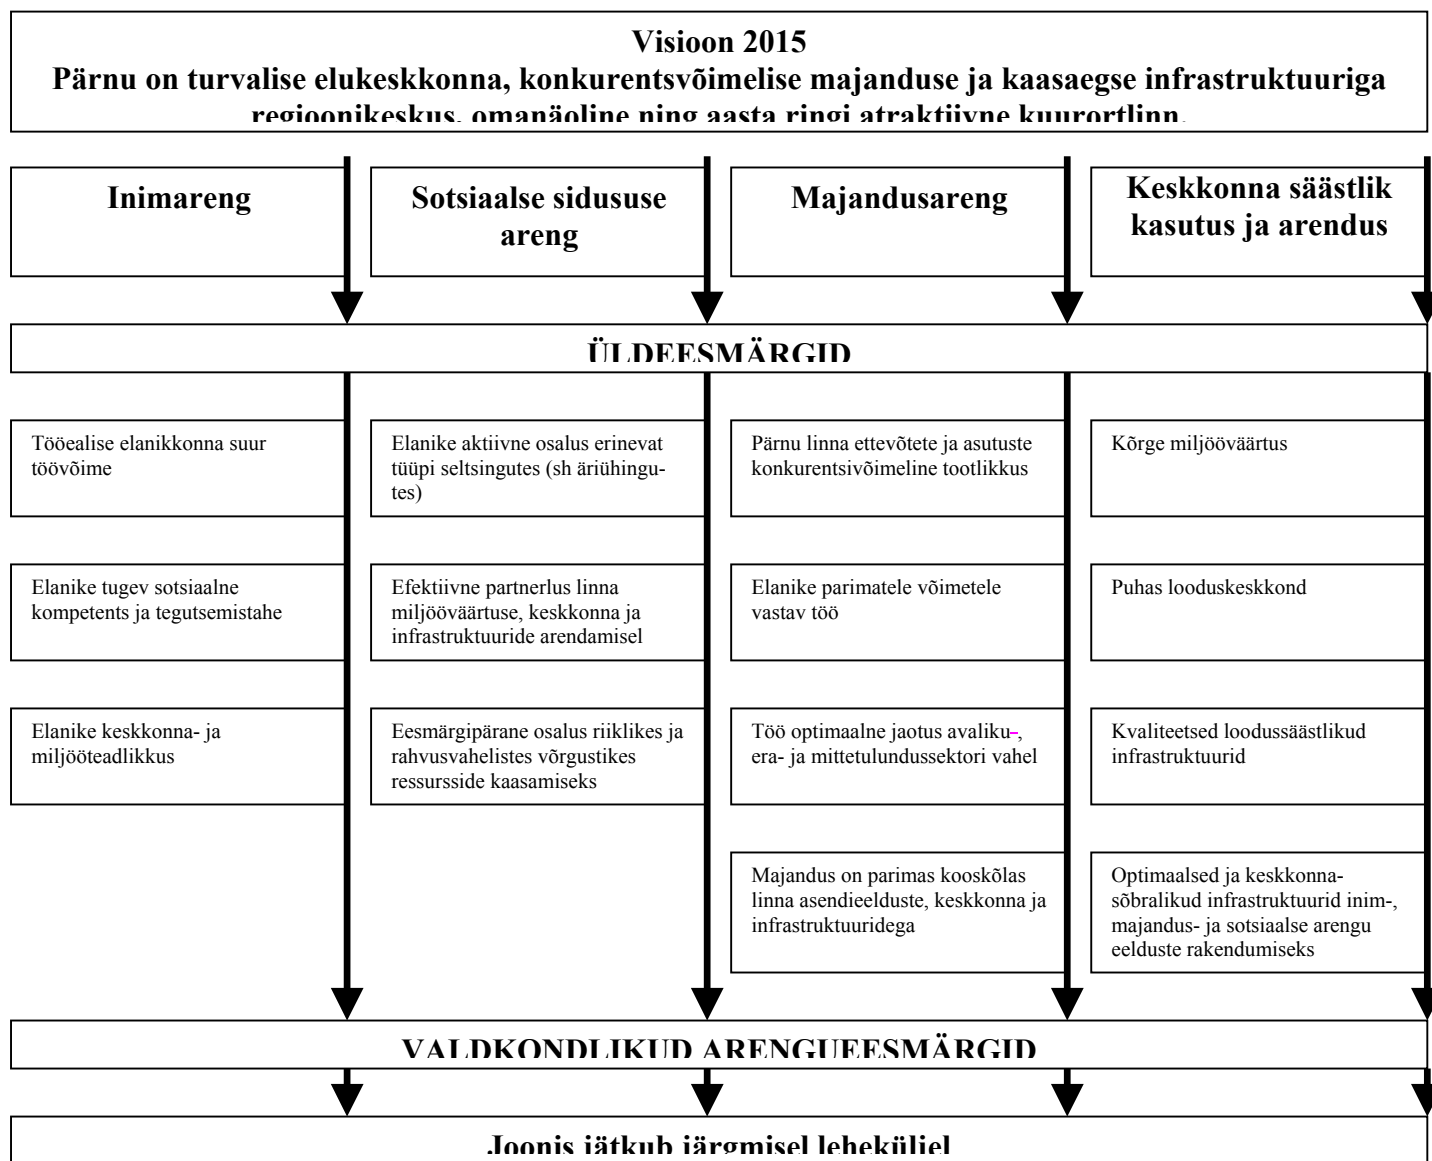 Visioon 2015
Pärnu on turvalise elukeskkonna, konkurentsvõimelise majanduse ja kaasaegse infrastruktuuriga
regioonikeskus, omanäoline ning aasta ringi atraktiivne kuurortlinn.
Inimareng
Sotsiaalse sidususe
areng
Majandusareng
Keskkonna säästlik
kasutus ja arendus
ÜLDEESMÄRGID
Tööealise elanikkonna suur
töövõime
Elanike aktiivne osalus erinevat
tüüpi seltsingutes (sh äriühingu-
tes)
Pärnu linna ettevõtete ja asutuste
konkurentsivõimeline tootlikkus
Kõrge miljööväärtus
Elanike tugev sotsiaalne
kompetents ja tegutsemistahe
Efektiivne partnerlus linna
miljööväärtuse, keskkonna ja
infrastruktuuride arendamisel
Elanike parimatele võimetele
vastav töö
Puhas looduskeskkond
Elanike keskkonna- ja
miljööteadlikkus
Eesmärgipärane osalus riiklikes ja
rahvusvahelistes võrgustikes
ressursside kaasamiseks
Töö optimaalne jaotus avaliku-,
era- ja mittetulundussektori vahel
Kvaliteetsed loodussäästlikud
infrastruktuurid
Majandus on parimas kooskõlas
linna asendieelduste, keskkonna ja
infrastruktuuridega
Optimaalsed ja keskkonna-
sõbralikud infrastruktuurid inim-,
majandus- ja sotsiaalse arengu
eelduste rakendumiseks
VALDKONDLIKUD ARENGUEESMÄRGID
Joonis jätkub järgmisel leheküljel